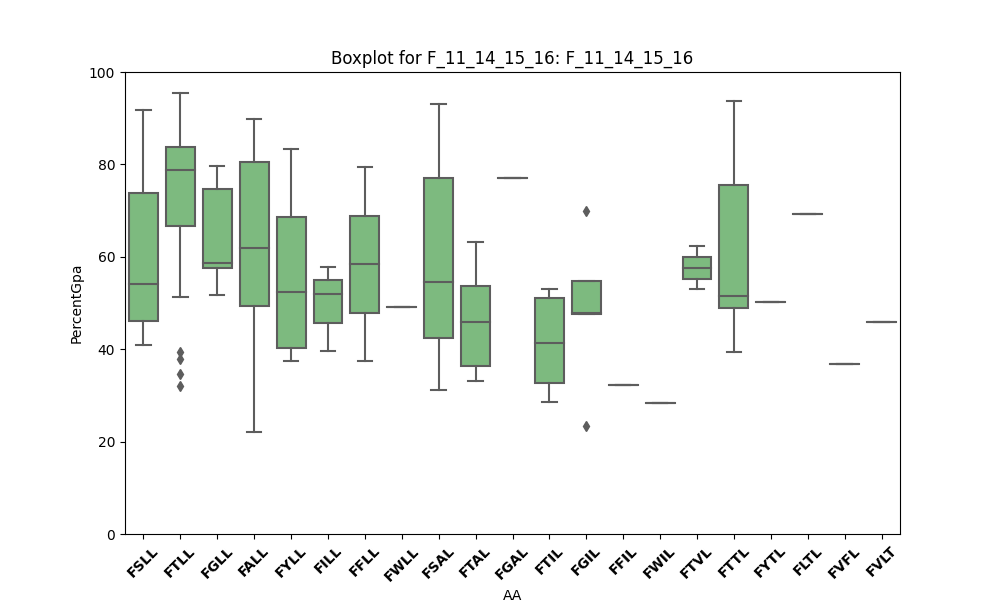 Boxplot for F_11_14_15_16: F_11_14_15_16
PercentGpa
100
80
60
40
20
0
FSLL FTLL FGLL FALL FYLL FILL FFLL FWLL FSAL FTAL FGAL FTIL FGIL FFIL FWIL FTVL FTTL FYTL FLTL FVFL FVLT
AA